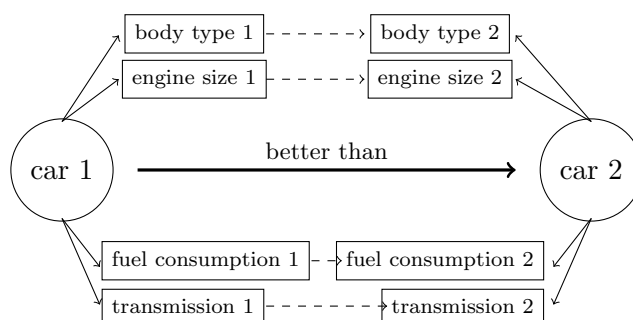 body type 1
body type 2
engine size 1
engine size 2
better than
car 1
car 2
fuel consumption 1
fuel consumption 2
transmission 1
transmission 2